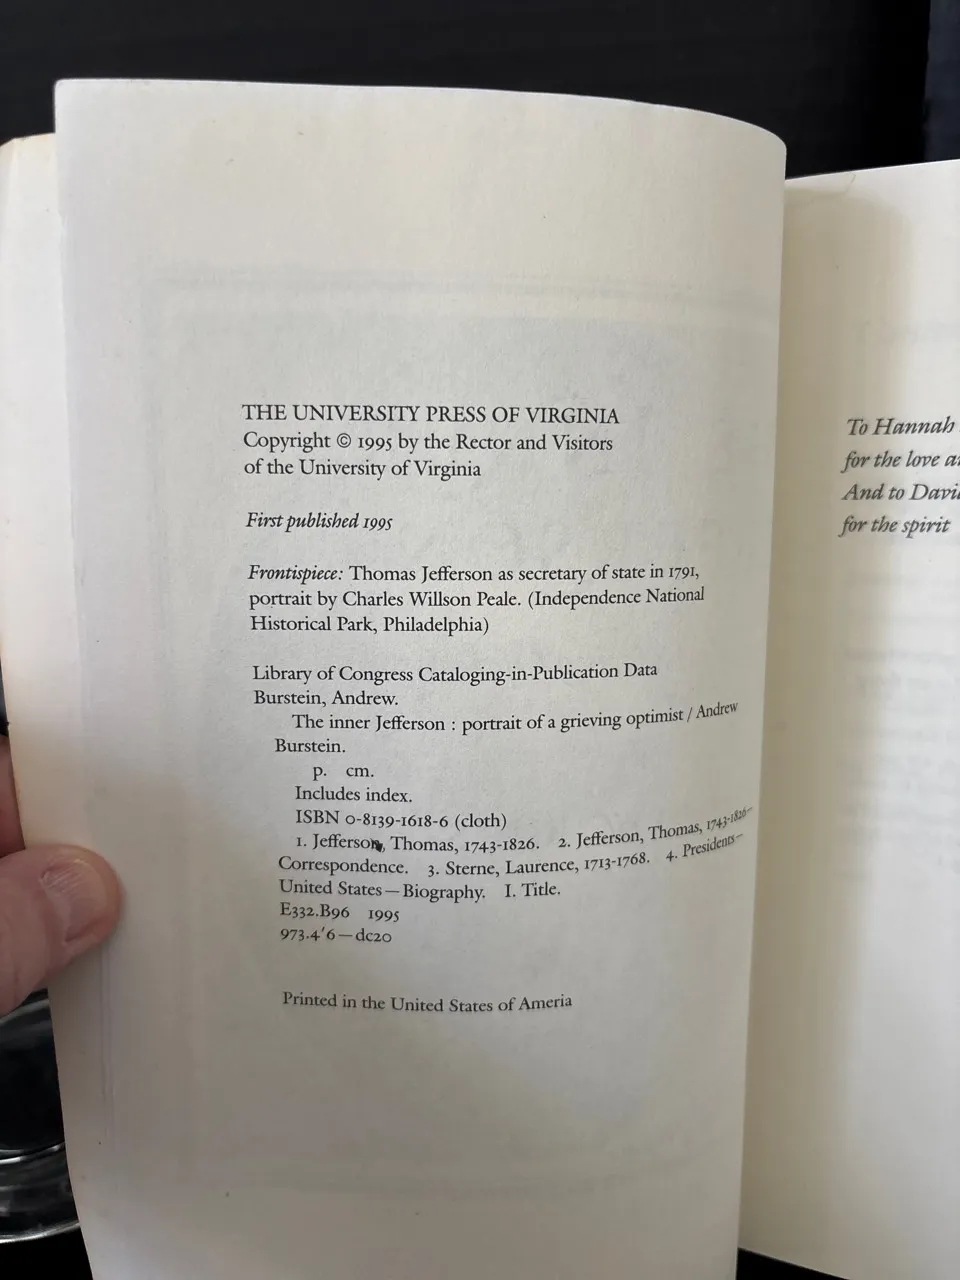 THE UNIVERSITY PRESS OF VIRGINIA
Copyright © 1995 by the Rector and Visitors
of the University of Virginia
First published 1995
Frontispiece: Thomas Jefferson as secretary of state in 1791,
portrait by Charles Willson Peale. (Independence National
Historical Park, Philadelphia)
Library of Congress Cataloging-in-Publication Data
Burstein, Andrew.
The inner Jefferson : portrait of a grieving optimist / Andrew
Burstein.
p. cm.
Includes index.
ISBN 0-8139-1618-6 (cloth)
1. Jefferson, Thomas, 1743-1826. 2. Jefferson, Thomas, 1743-1826—
Correspondence. 3. Sterne, Laurence, 1713-1768. 4. Presidents—
United States—Biography. I. Title.
E332.B96 1995
973.4'6—dc20
Printed in the United States of Ameria
To Hannah
for the love
And to
for the spirit